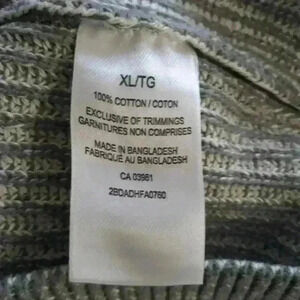 XL/TG
100% COTTON / COTON
EXCLUSIVE OF TRIMMINGS
GARNITURES NON COMPRISES
MADE IN BANGLADESH
FABRIQUÉ AU BANGLADESH
CA 03981
2BDADHFA0760